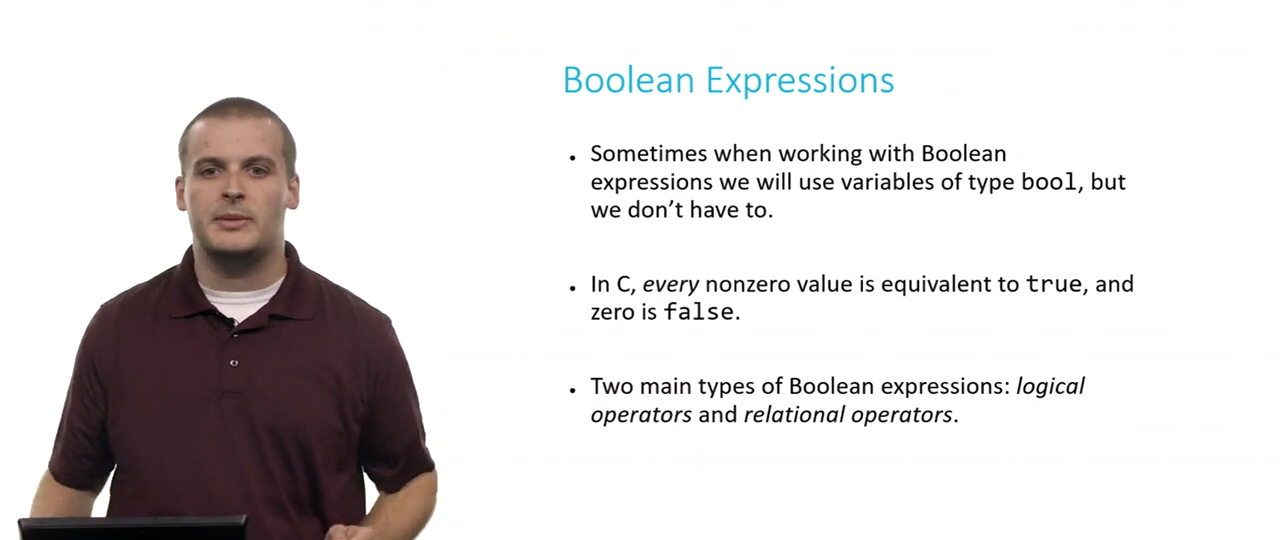 Boolean Expressions
• Sometimes when working with Boolean
expressions we will use variables of type bool, but
we don’t have to.
• In C, every nonzero value is equivalent to true, and
zero is false.
• Two main types of Boolean expressions: logical
operators and relational operators.